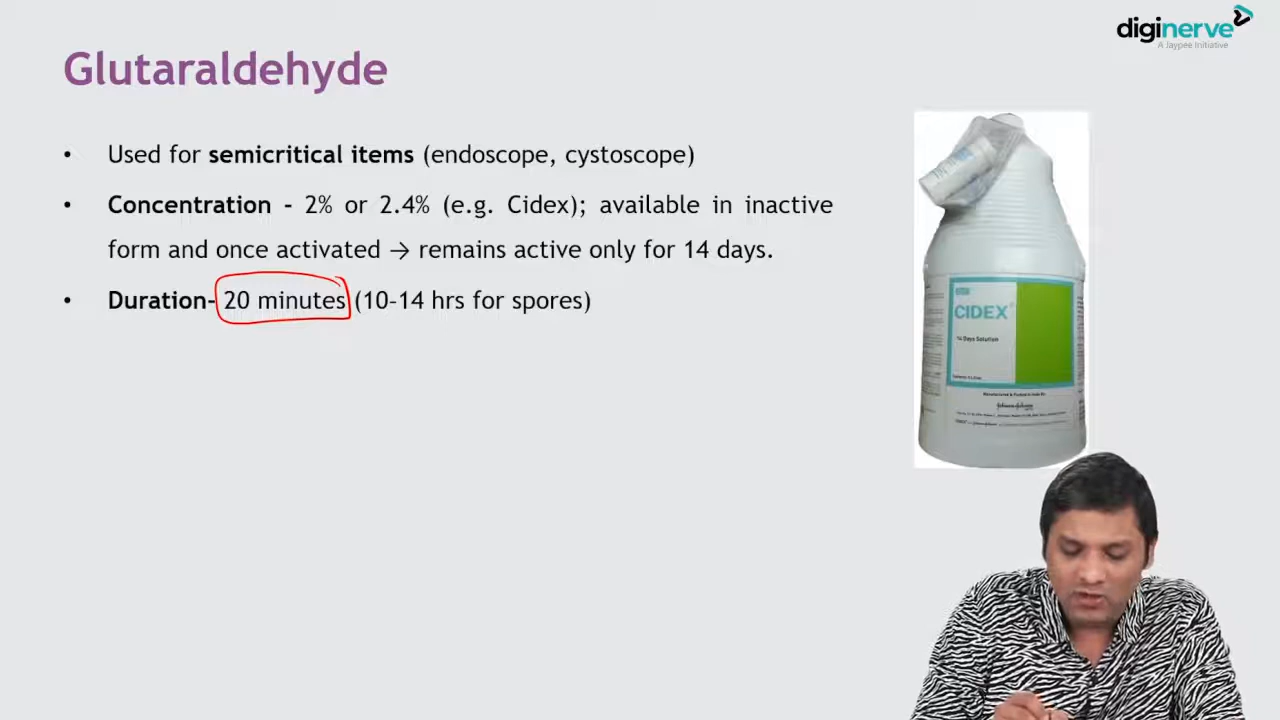 diginerve
A Jaypee Initiative
Glutaraldehyde
• Used for semicritical items (endoscope, cystoscope)
• Concentration - 2% or 2.4% (e.g. Cidex); available in inactive
form and once activated → remains active only for 14 days.
• Duration- 20 minutes (10-14 hrs for spores)
CIDEX
14 Days Solution